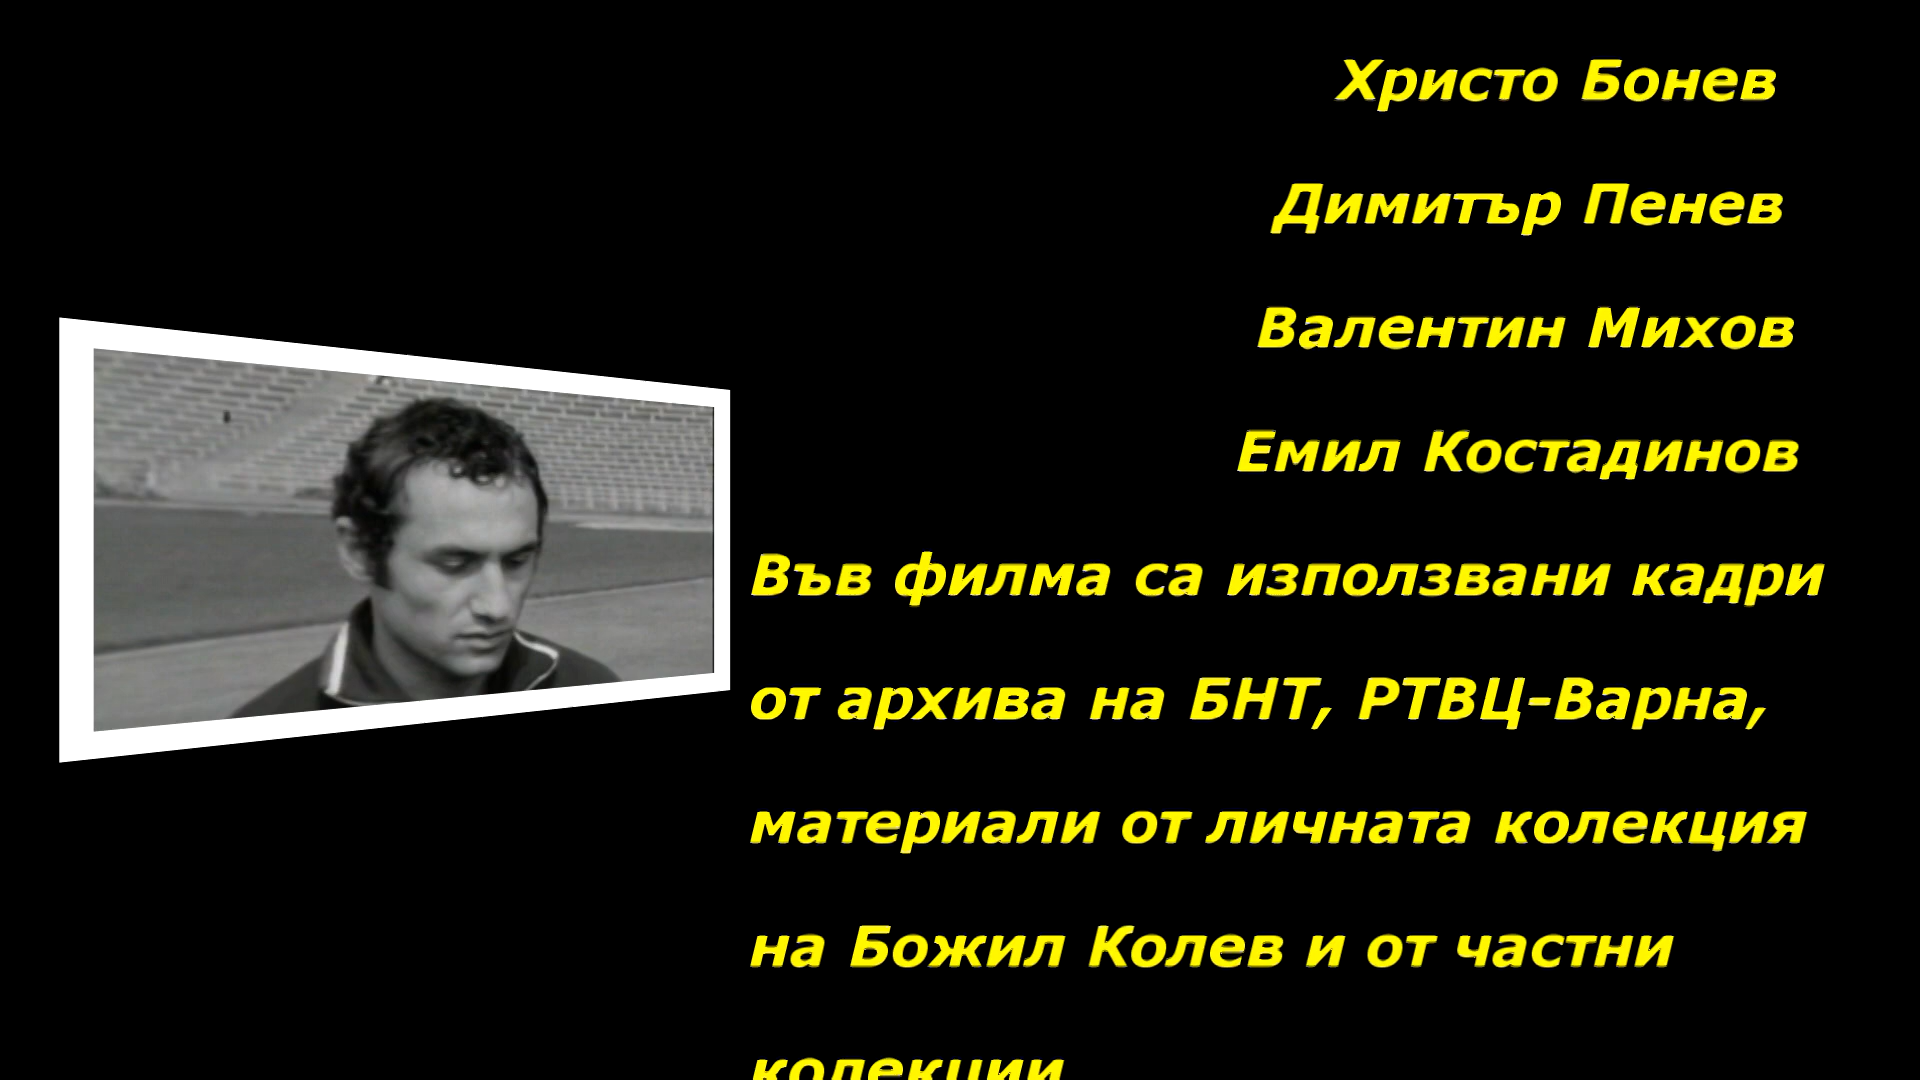 Христо Бонев
Димитър Пенев
Валентин Михов
Емил Костадинов
Във филма са използвани кадри
от архива на БНТ, РТВЦ-Варна,
материали от личната колекция
на Божил Колев и от частни
колекции